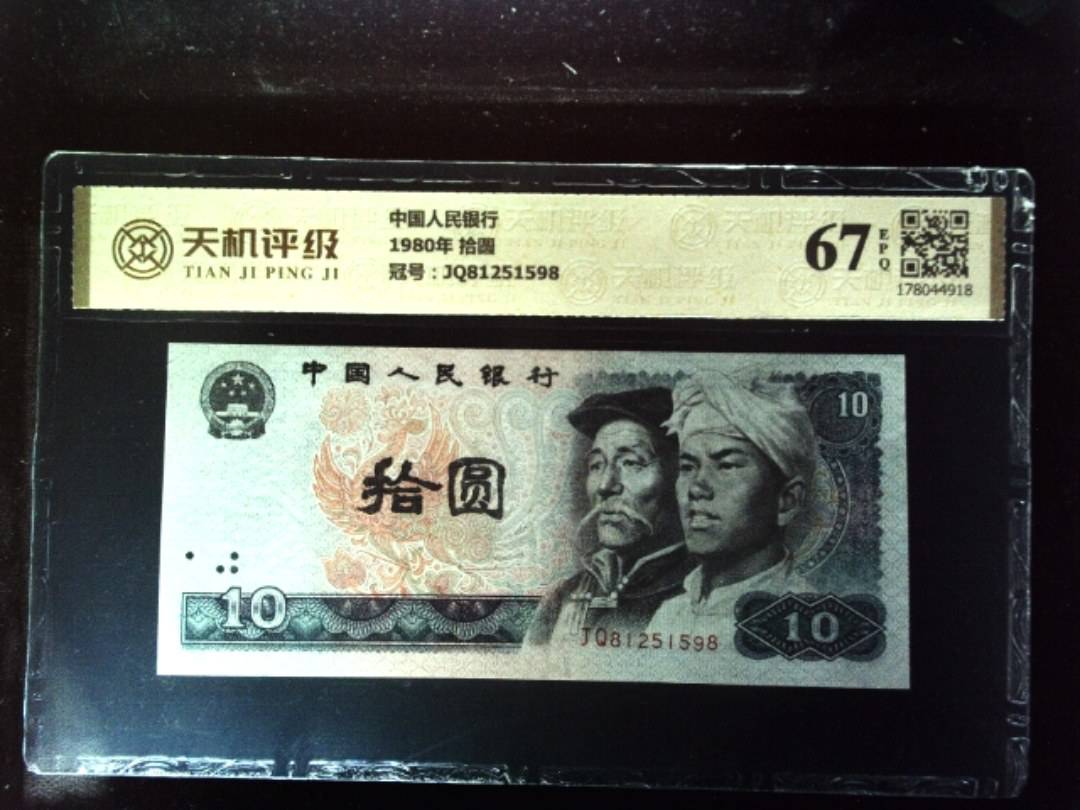 天机评级
TIAN JI PING JI
中国人民银行
1980年 拾圆
冠号：JQ81251598
67
EPQ
178044918
中国人民银行
10
拾圆
10
JQ81251598
10